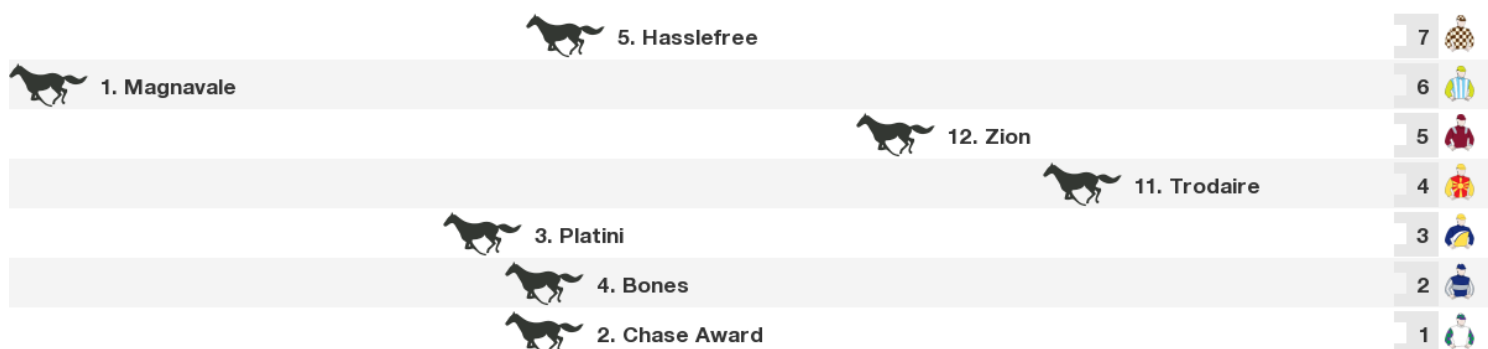 5. Hasslefree 7
1. Magnavale 6
12. Zion 5
11. Trodaire 4
3. Platini 3
4. Bones 2
2. Chase Award 1